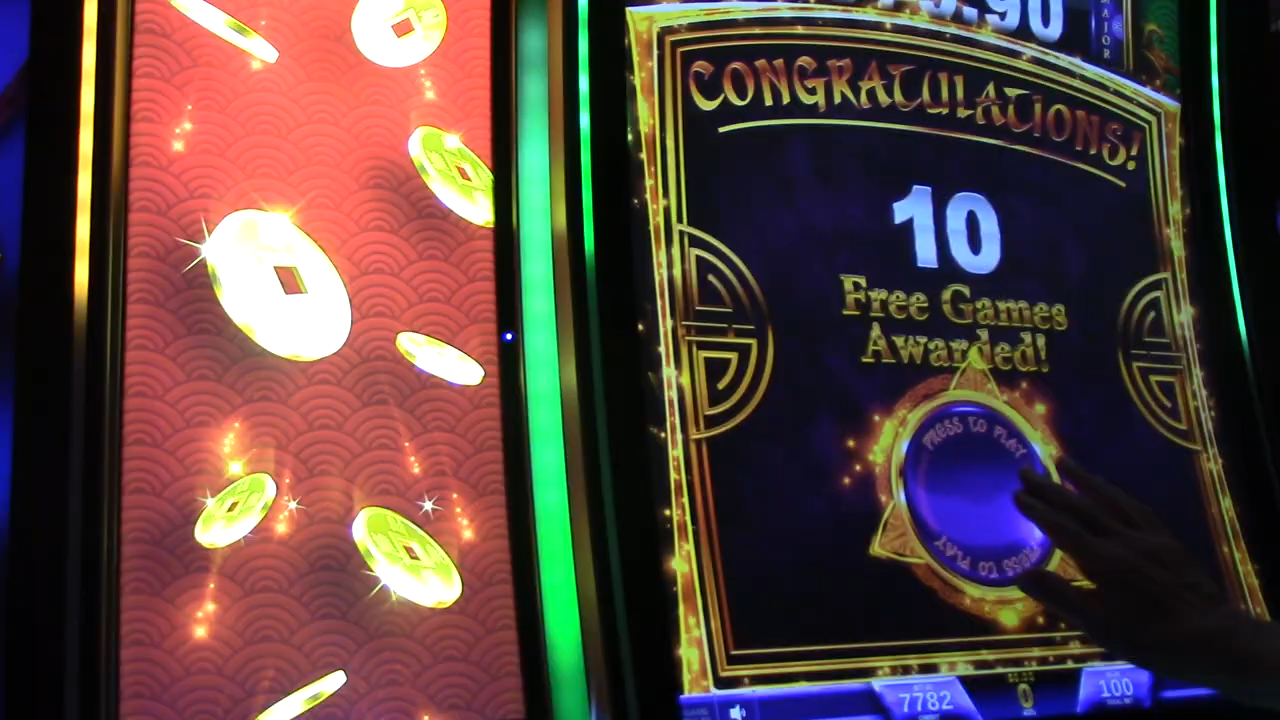 CONGRATULATIONS!
10
Free Games
Awarded!
PRESS TO PLAY
PRESS TO PLAY
7782
0
100